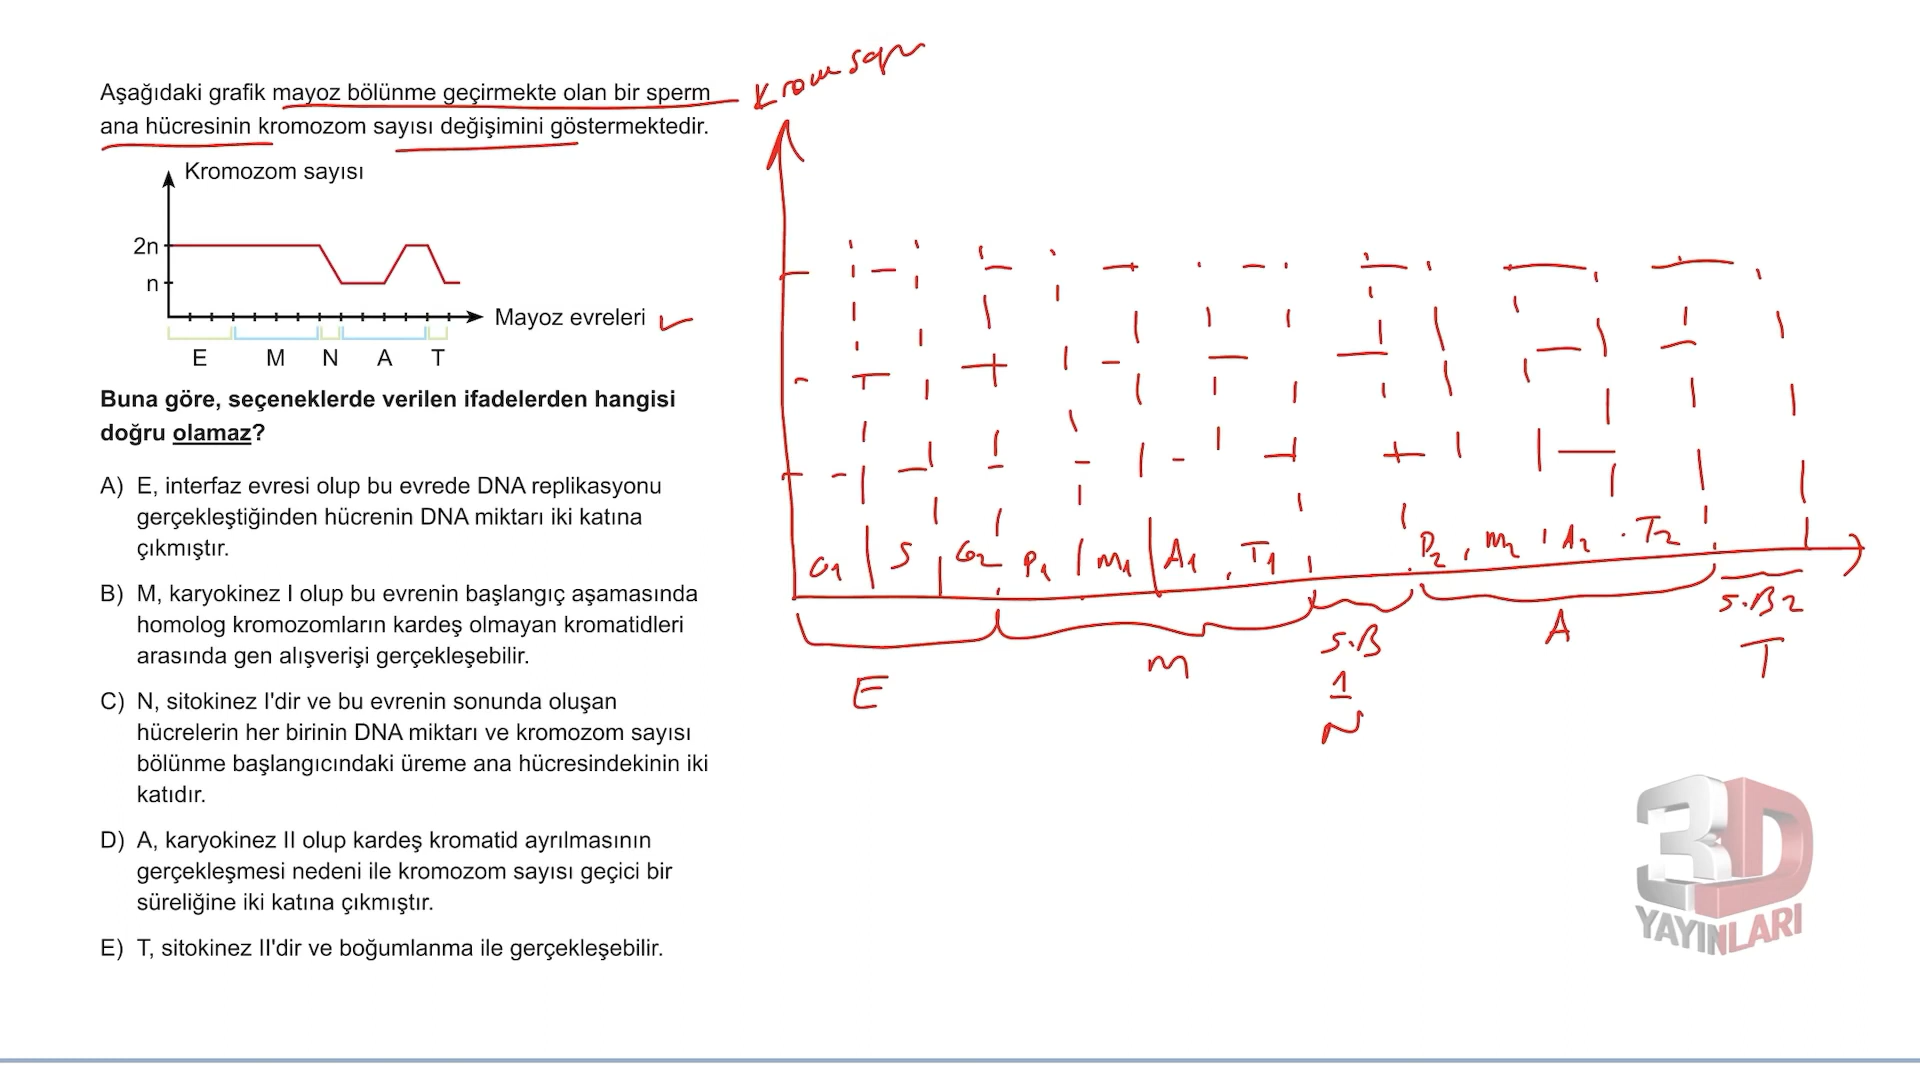 Aşağıdaki grafik mayoz bölünme geçirmekte olan bir sperm
ana hücresinin kromozom sayısı değişimini göstermektedir.
Kromozom sayısı
2n
n
Mayoz evreleri
E M N A T
Buna göre, seçeneklerde verilen ifadelerden hangisi
doğru olamaz?
A) E, interfaz evresi olup bu evrede DNA replikasyonu
gerçekleştiğinden hücrenin DNA miktarı iki katına
çıkmıştır.
B) M, karyokinez I olup bu evrenin başlangıç aşamasında
homolog kromozomların kardeş olmayan kromatidleri
arasında gen alışverişi gerçekleşebilir.
C) N, sitokinez I'dir ve bu evrenin sonunda oluşan
hücrelerin her birinin DNA miktarı ve kromozom sayısı
bölünme başlangıcındaki üreme ana hücresindekinin iki
katıdır.
D) A, karyokinez II olup kardeş kromatid ayrılmasının
gerçekleşmesi nedeni ile kromozom sayısı geçici bir
süreliğine iki katına çıkmıştır.
E) T, sitokinez II'dir ve boğumlanma ile gerçekleşebilir.
Krom
G1 S G2 P1 M1 A1 T1 P2 M2 A2 T2
E M S.B 1 N A S.B 2 T
3D
YAYINLARI